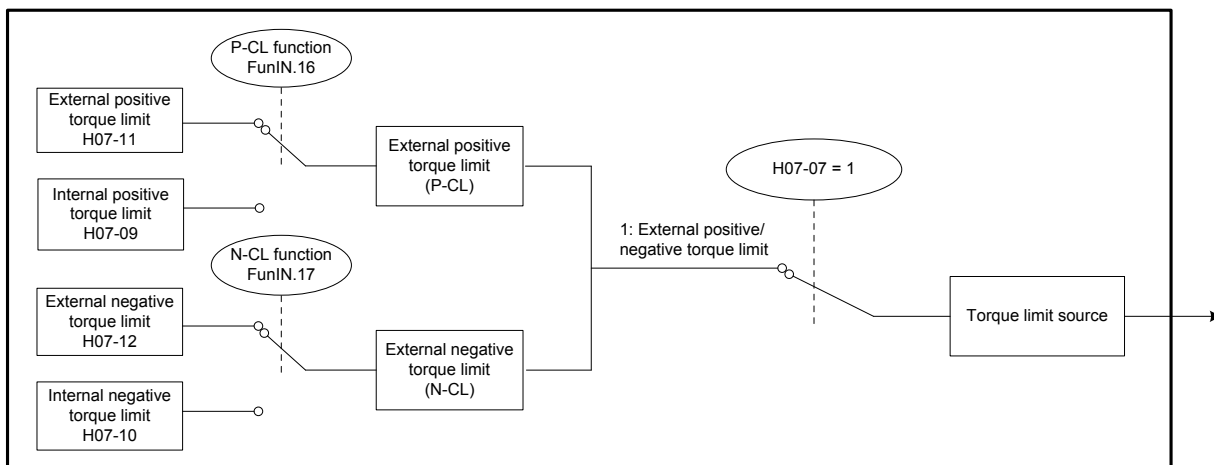 P-CL function
FunIN.16
External positive
torque limit
H07-11
External positive
torque limit
(P-CL)
Internal positive
torque limit
H07-09
H07-07 = 1
1: External positive/
negative torque limit
N-CL function
FunIN.17
External negative
torque limit
H07-12
Torque limit source
External negative
torque limit
(N-CL)
Internal negative
torque limit
H07-10